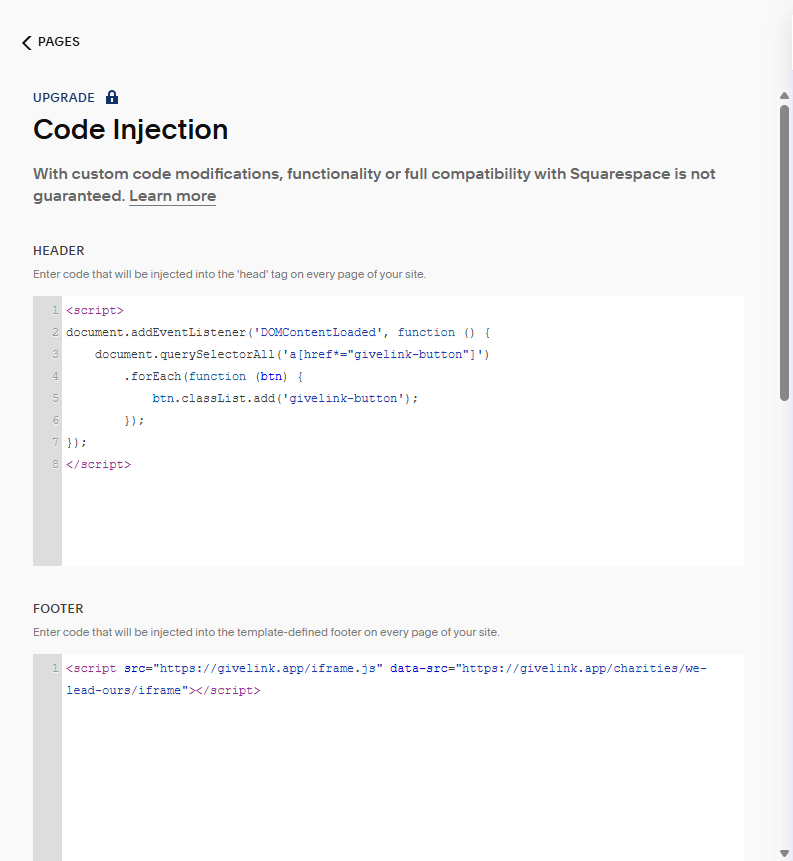 PAGES
UPGRADE
Code Injection
With custom code modifications, functionality or full compatibility with Squarespace is not
guaranteed. Learn more
HEADER
Enter code that will be injected into the 'head' tag on every page of your site.
1 <script>
2 document.addEventListener('DOMContentLoaded', function () {
3     document.querySelectorAll('a[href*="givelink-button"]')
4         .forEach(function (btn) {
5             btn.classList.add('givelink-button');
6         });
7 });
8 </script>
FOOTER
Enter code that will be injected into the template-defined footer on every page of your site.
1 <script src="https://givelink.app/iframe.js" data-src="https://givelink.app/charities/we-
lead-ours/iframe"></script>